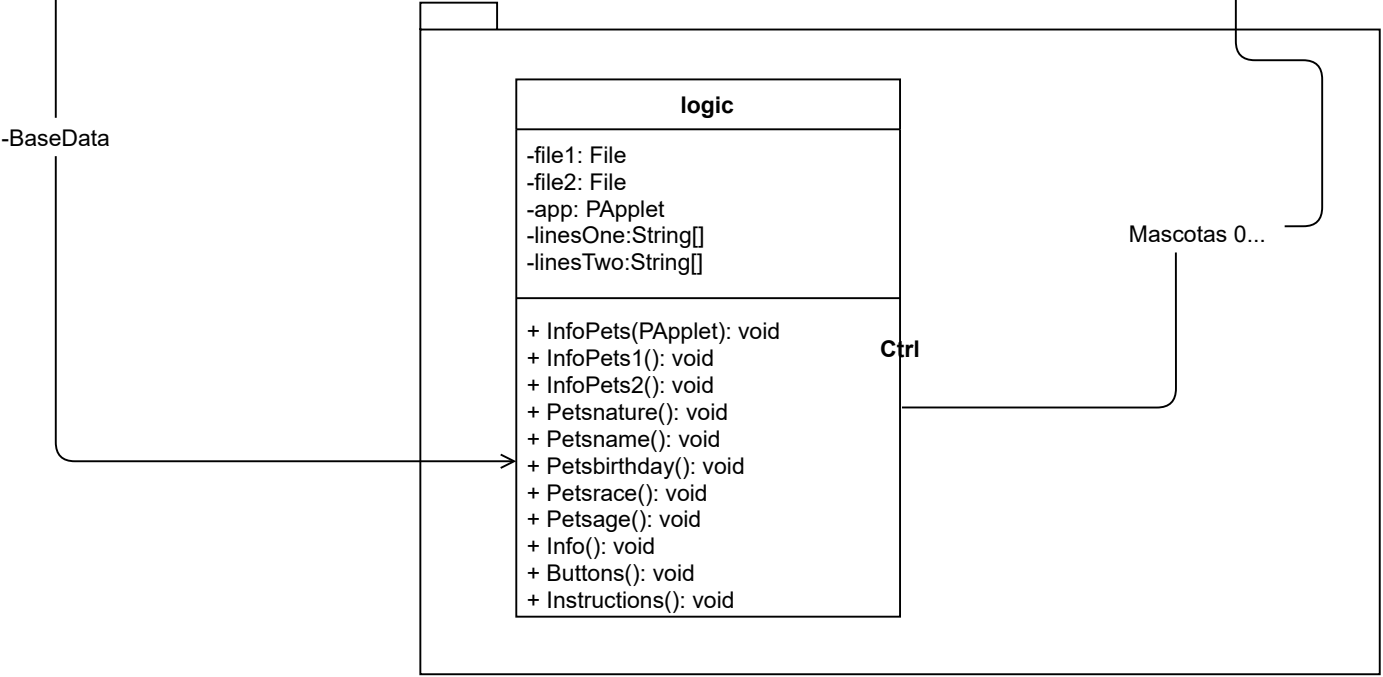 -BaseData
logic
-file1: File
-file2: File
-app: PApplet
-linesOne:String[]
-linesTwo:String[]
+ InfoPets(PApplet): void
+ InfoPets1(): void
+ InfoPets2(): void
+ Petsnature(): void
+ Petsname(): void
+ Petsbirthday(): void
+ Petsrace(): void
+ Petsage(): void
+ Info(): void
+ Buttons(): void
+ Instructions(): void
Ctrl
Mascotas 0...